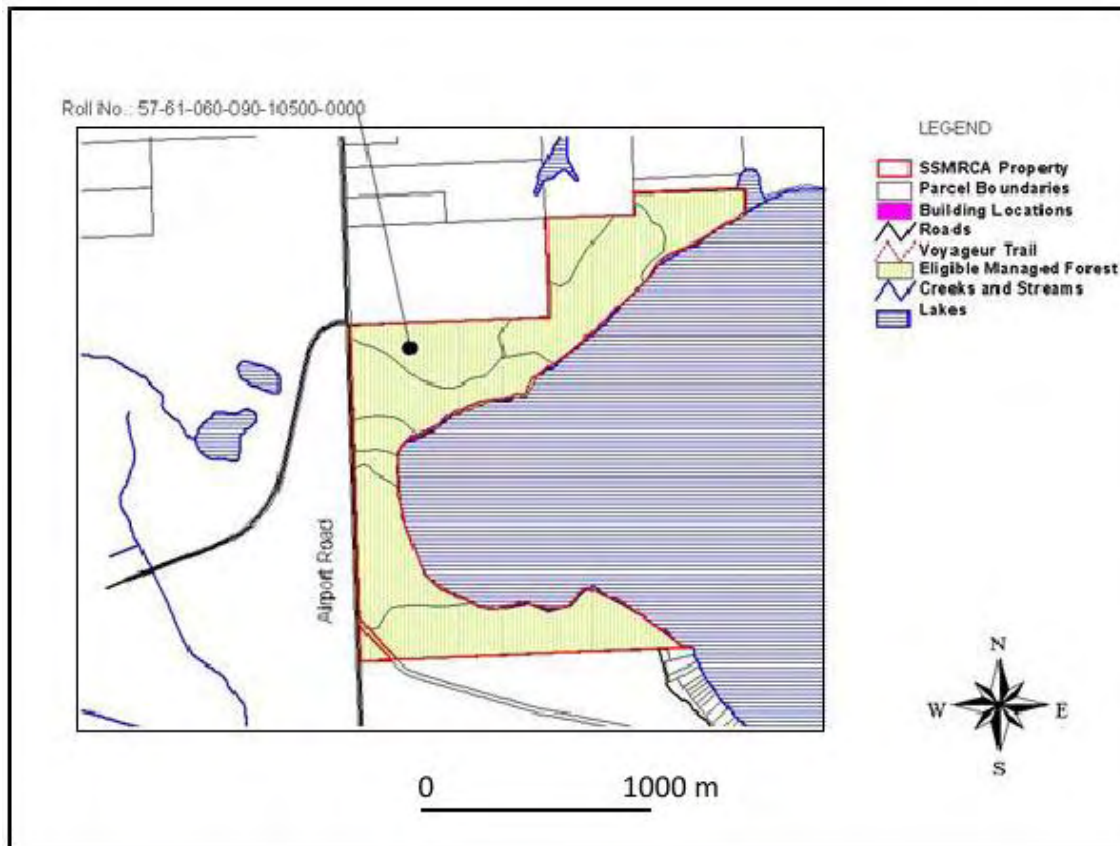 Roll No.: 57-61-060-090-10500-0000
LEGEND
SSMRCA Property
Parcel Boundaries
Building Locations
Roads
Voyageur Trail
Eligible Managed Forest
Creeks and Streams
Lakes
Airport Road
N
W E
S
0 1000 m